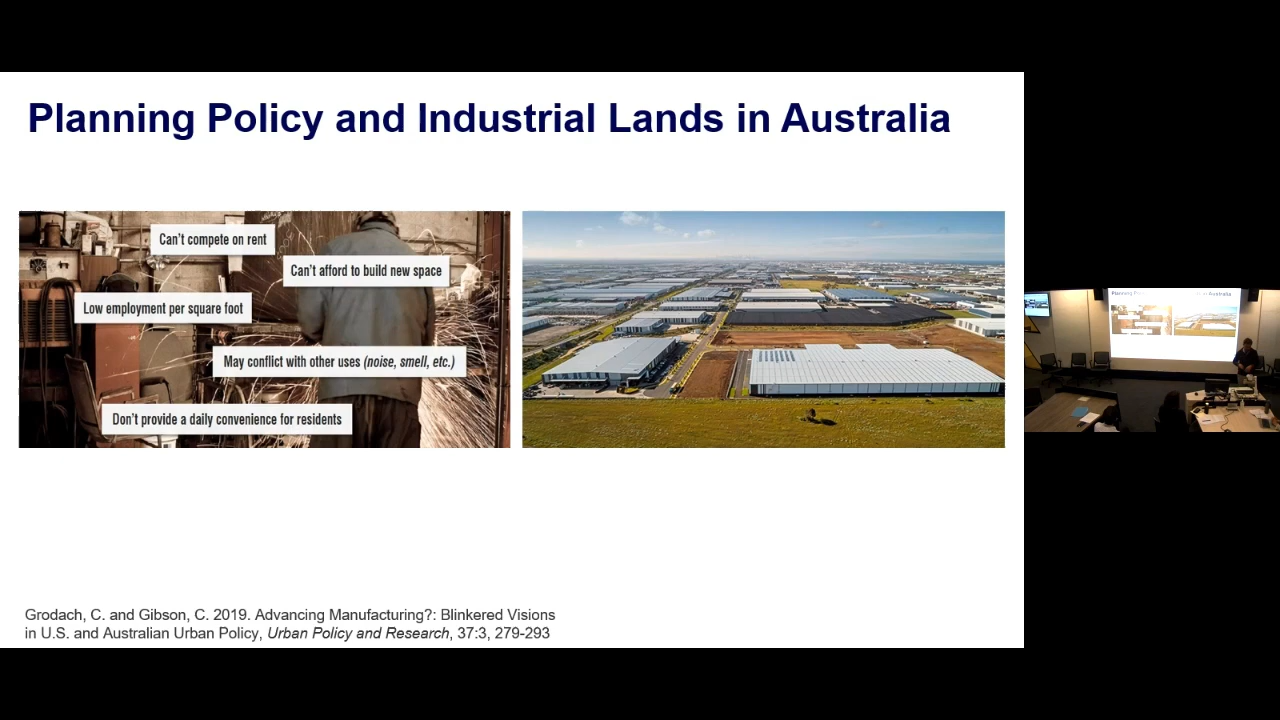 Planning Policy and Industrial Lands in Australia
Can't compete on rent
Can't afford to build new space
Low employment per square foot
May conflict with other uses (noise, smell, etc.)
Don't provide a daily convenience for residents
Grodach, C. and Gibson, C. 2019. Advancing Manufacturing?: Blinkered Visions
in U.S. and Australian Urban Policy, Urban Policy and Research, 37:3, 279-293